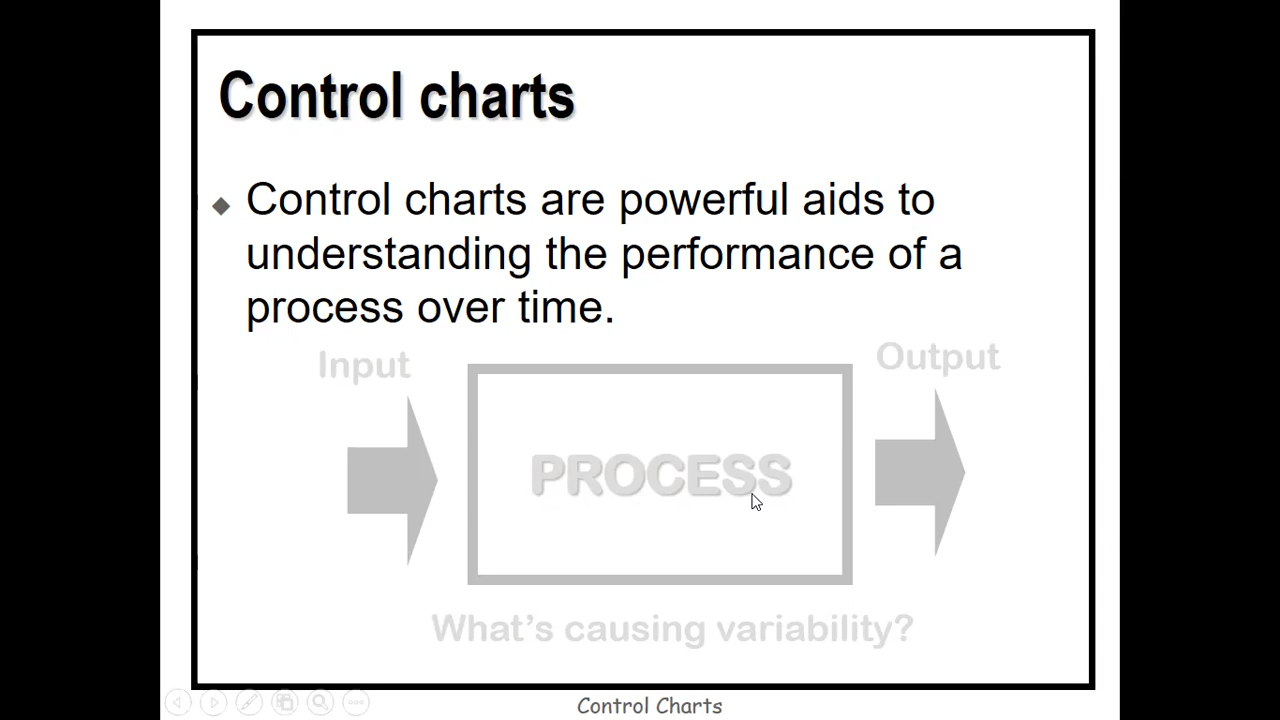 Control charts
Control charts are powerful aids to
understanding the performance of a
process over time.
Input
Output
PROCESS
What's causing variability?
Control Charts